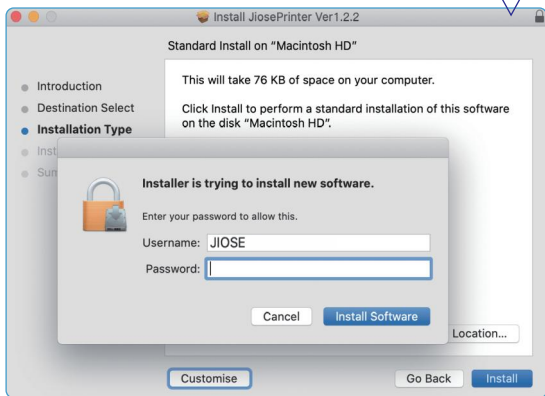 Install JiosePrinter Ver1.2.2
Standard Install on “Macintosh HD”
Introduction
Destination Select
Installation Type
Inst
Sum
This will take 76 KB of space on your computer.
Click Install to perform a standard installation of this software
on the disk “Macintosh HD”.
Installer is trying to install new software.
Enter your password to allow this.
Username: JIOSE
Password:
Cancel
Install Software
Location...
Customise
Go Back
Install